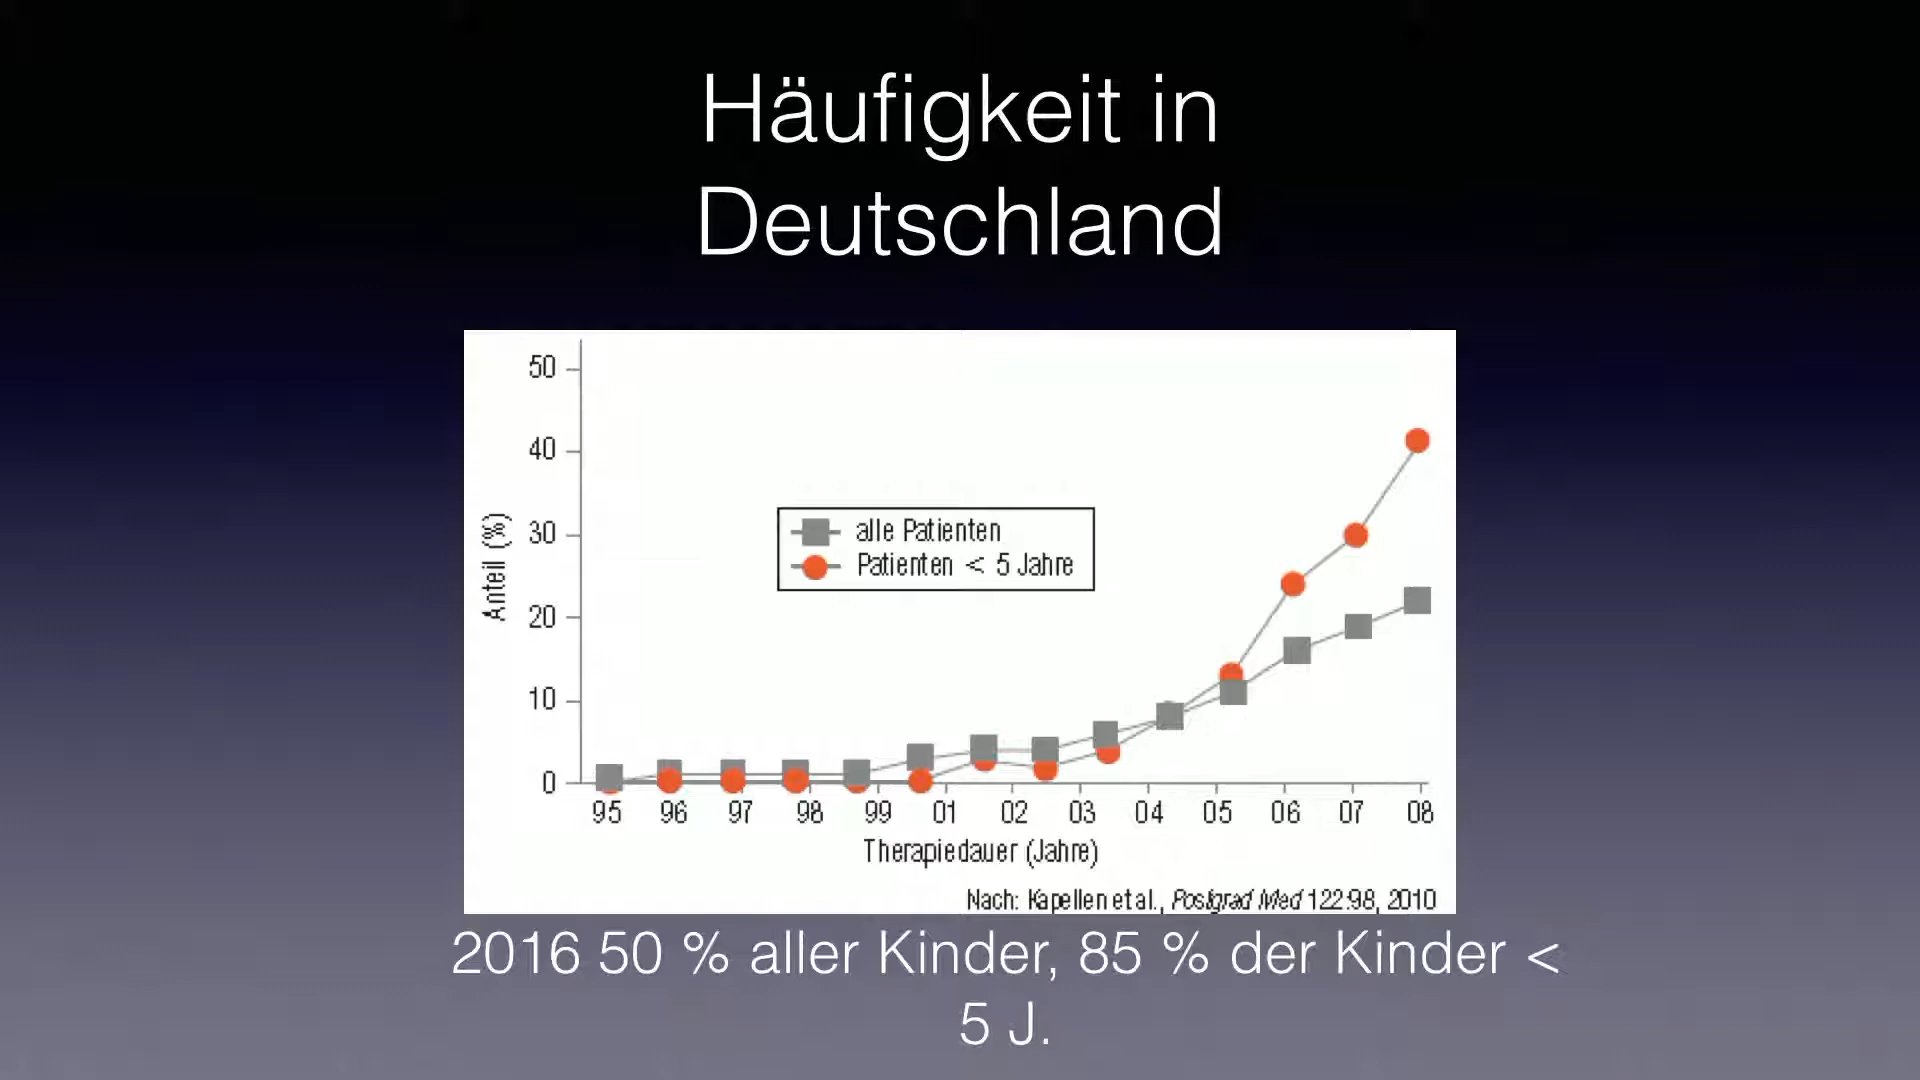 Häufigkeit in
Deutschland
50
40
30
20
10
0
Anteil (%)
alle Patienten
Patienten < 5 Jahre
95 96 97 98 99 01 02 03 04 05 06 07 08
Therapiedauer (Jahre)
Nach: Kapellen et al., Postgrad Med 122:98, 2010
2016 50 % aller Kinder, 85 % der Kinder <
5 J.